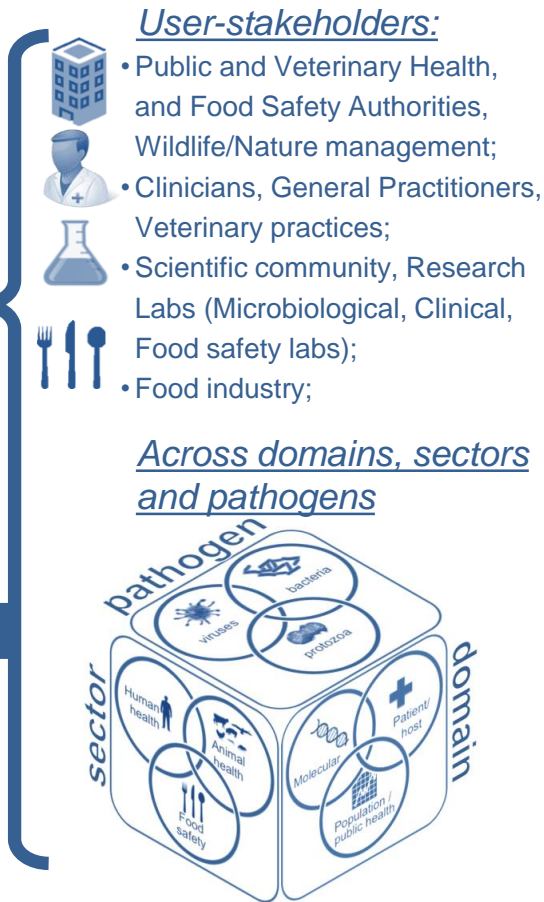 User-stakeholders:
• Public and Veterinary Health,
and Food Safety Authorities,
Wildlife/Nature management;
• Clinicians, General Practitioners,
Veterinary practices;
• Scientific community, Research
Labs (Microbiological, Clinical,
Food safety labs);
• Food industry;
Across domains, sectors
and pathogens
pathogen
bacteria
viruses
protozoa
sector
Human
health
Animal
health
Food
safety
domain
Patient/
host
Molecular
Population /
public health